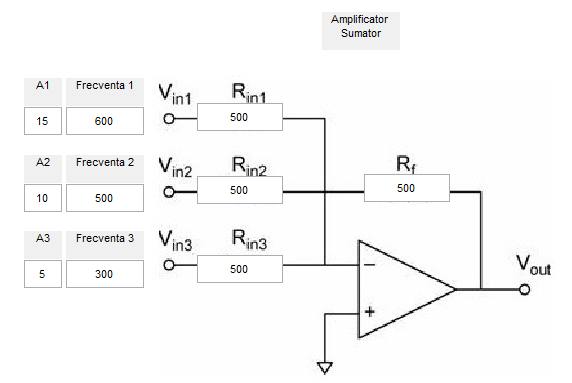 Amplificator
Sumator
A1 Frecventa 1 Vin1 Rin1
15 600 500
A2 Frecventa 2 Vin2 Rin2 Rf
10 500 500 500
A3 Frecventa 3 Vin3 Rin3
5 300 500
−
+
Vout